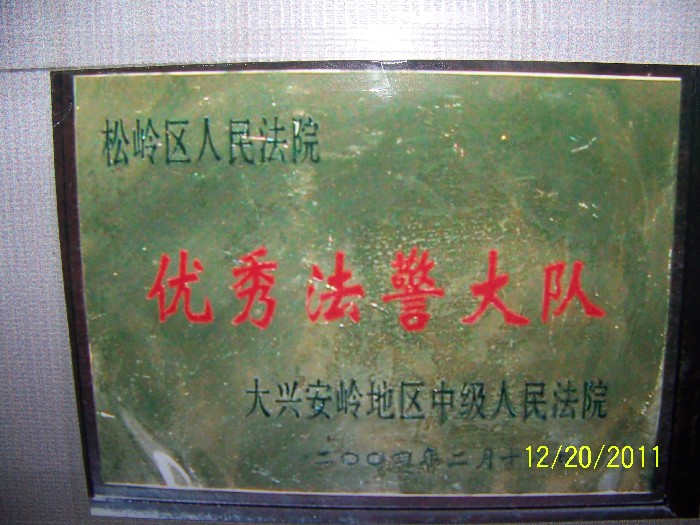 松岭区人民法院
优秀法警大队
大兴安岭地区中级人民法院
二〇〇四年二月十
12/20/2011